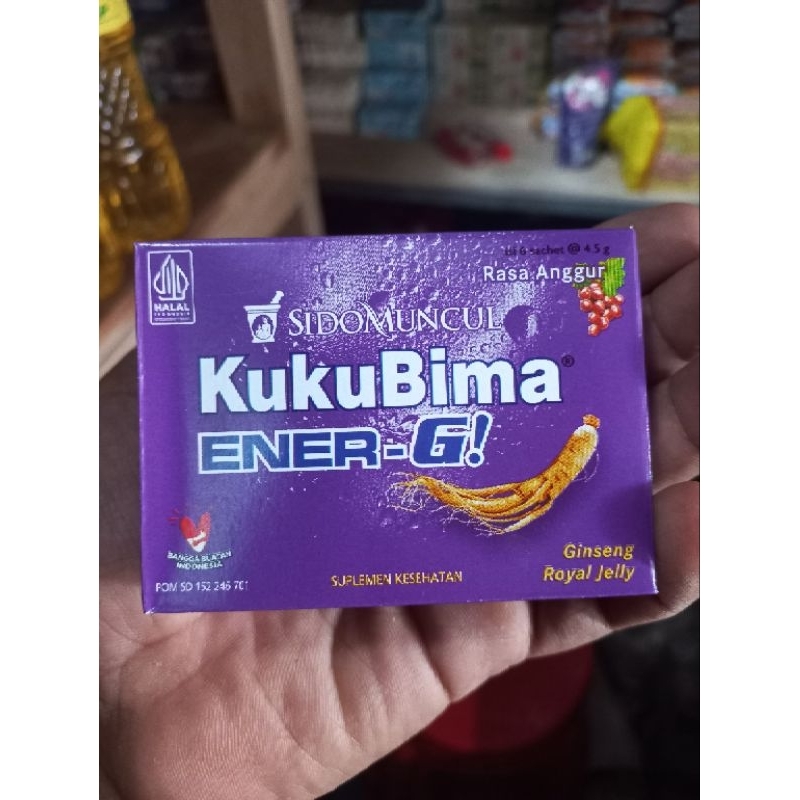 Isi 6 sachet @ 4.5 g
Rasa Anggur
HALAL
INDONESIA
SIDOMUNCUL
KukuBima®
ENER-G!
BANGGA BUATAN
INDONESIA
Ginseng
Royal Jelly
SUPLEMEN KESEHATAN
POM SD 152 246 701